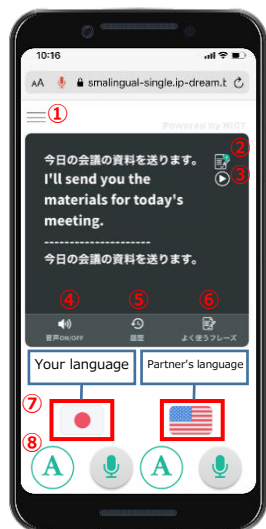 10:16
AA smalingual-single.ip-dream.t
①
Powered by NICT
今日の会議の資料を送ります。 ②
I'll send you the ③
materials for today's
meeting.
---------------------
今日の会議の資料を送ります。
④ ⑤ ⑥
音声ON/OFF 履歴 よく使うフレーズ
Your language Partner's language
⑦
⑧
A A